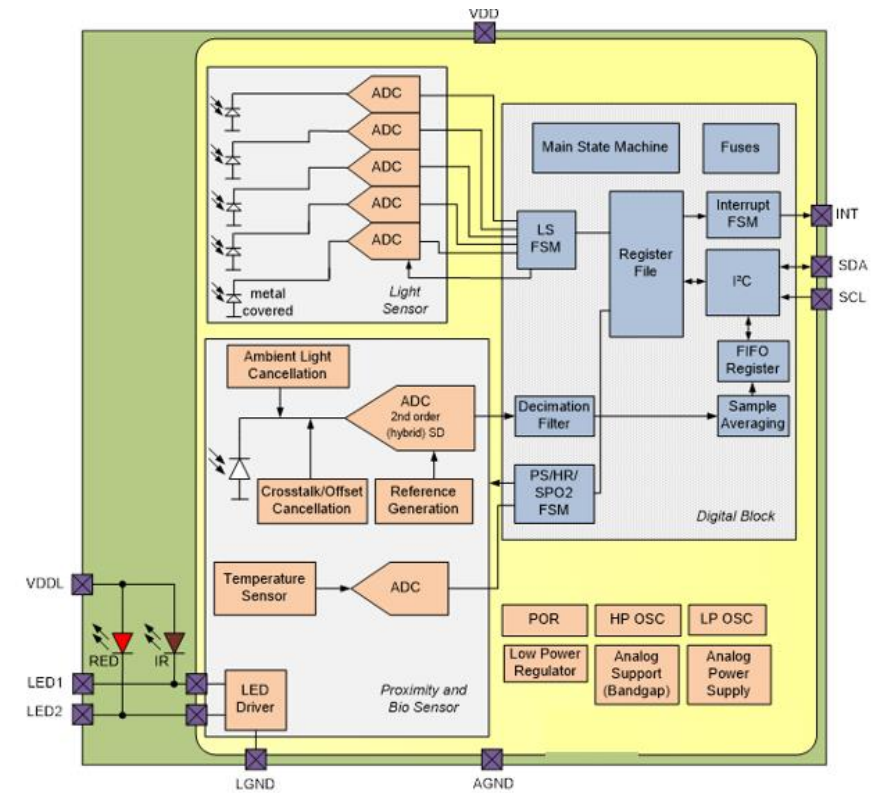 VDD
ADC
ADC
ADC
ADC
ADC
metal
covered
Light
Sensor
Main State Machine
Fuses
LS
FSM
Register
File
Interrupt
FSM
I²C
FIFO
Register
Sample
Averaging
Decimation
Filter
PS/HR/
SPO2
FSM
Digital Block
INT
SDA
SCL
Ambient Light
Cancellation
ADC
2nd order
(hybrid) SD
Crosstalk/Offset
Cancellation
Reference
Generation
Temperature
Sensor
ADC
LED
Driver
Proximity and
Bio Sensor
VDDL
RED
IR
LED1
LED2
POR
HP OSC
LP OSC
Low Power
Regulator
Analog
Support
(Bandgap)
Analog
Power
Supply
LGND
AGND